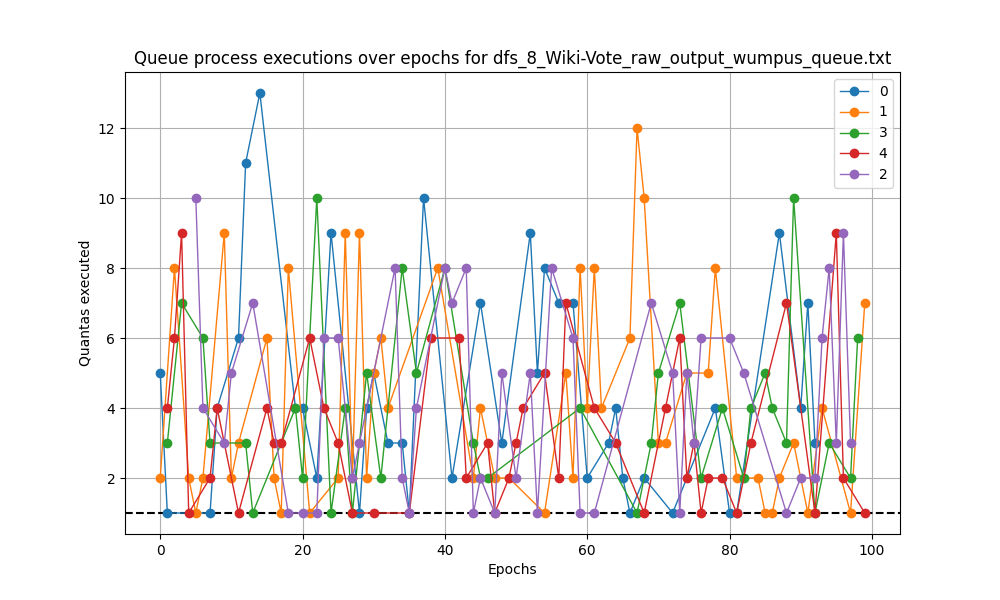 Queue process executions over epochs for dfs_8_Wiki-Vote_raw_output_wumpus_queue.txt
0
1
3
4
2
12
10
8
6
4
2
Quantas executed
0 20 40 60 80 100
Epochs